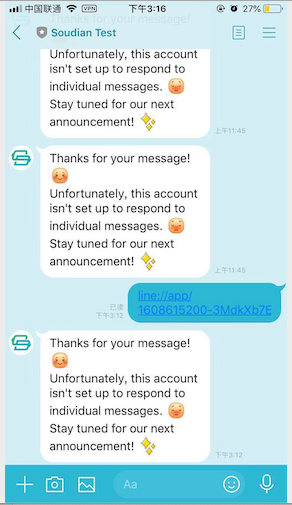 中国联通 VPN 下午3:16 27%
Soudian Test
Unfortunately, this account
isn't set up to respond to
individual messages.
Stay tuned for our next
announcement!
上午11:45
Thanks for your message!
Unfortunately, this account
isn't set up to respond to
individual messages.
Stay tuned for our next
announcement!
上午11:45
line://app/
1608615200-3MdkXb7E
已读
下午3:12
Thanks for your message!
Unfortunately, this account
isn't set up to respond to
individual messages.
Stay tuned for our next
announcement!
下午3:12
Aa